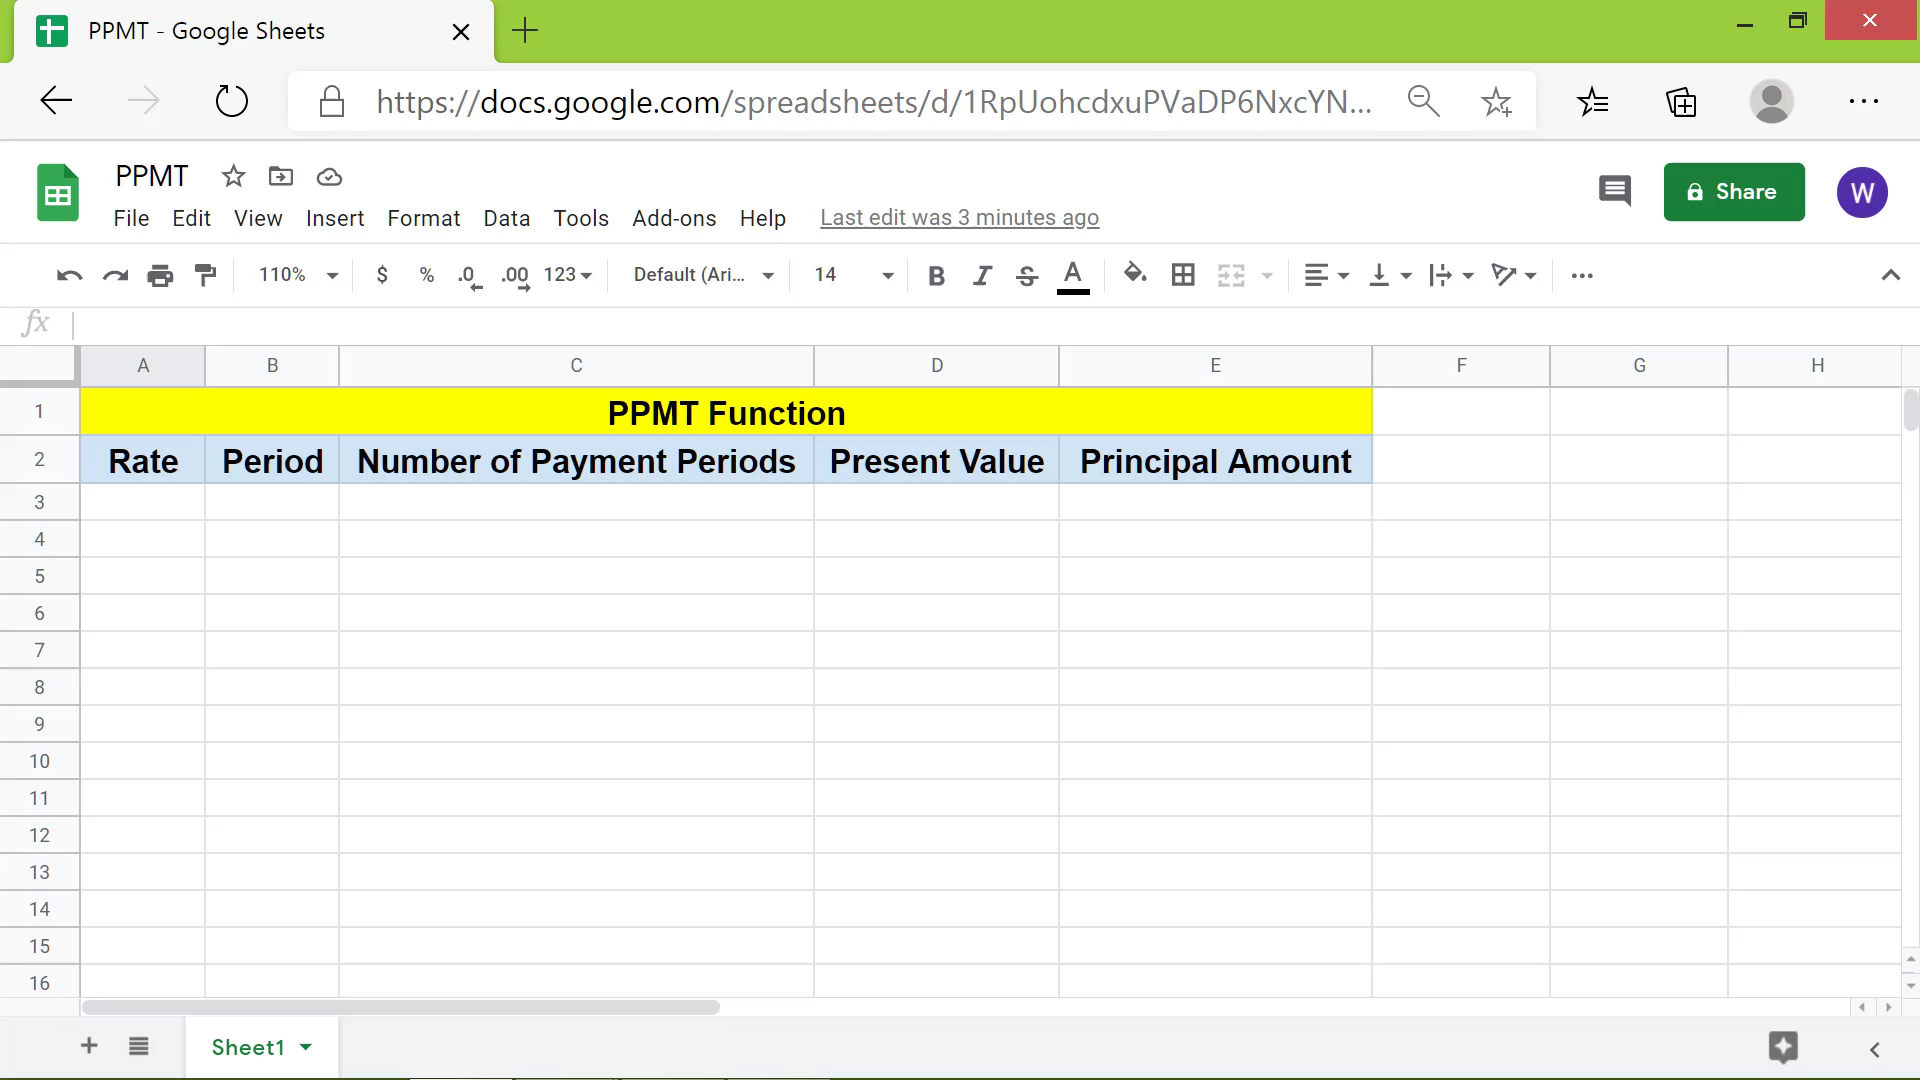 PPMT - Google Sheets
https://docs.google.com/spreadsheets/d/1RpUohcdxuPVaDP6NxcYN...
PPMT
File Edit View Insert Format Data Tools Add-ons Help Last edit was 3 minutes ago
Share
W
110% $ % .0 .00 123 Default (Ari... 14 B I S A
fx
A B C D E F G H
1 PPMT Function
2 Rate Period Number of Payment Periods Present Value Principal Amount
3
4
5
6
7
8
9
10
11
12
13
14
15
16
Sheet1